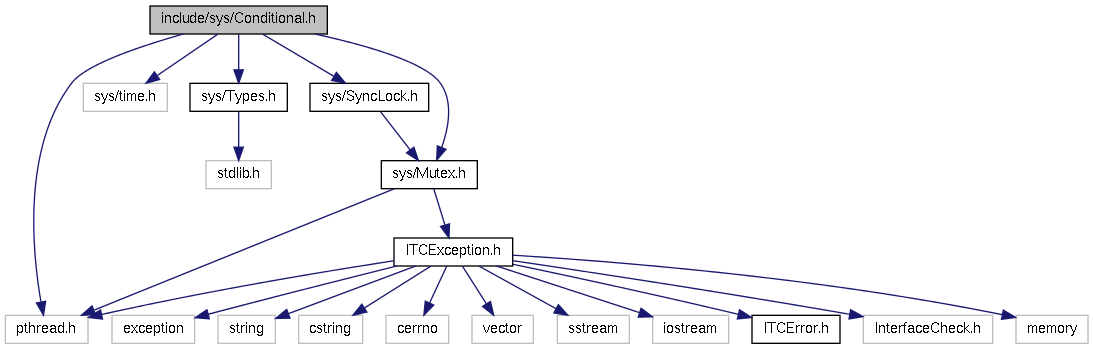 include/sys/Conditional.h
sys/time.h
sys/Types.h
sys/SyncLock.h
stdlib.h
sys/Mutex.h
ITCException.h
pthread.h
exception
string
cstring
cerrno
vector
sstream
iostream
ITCError.h
InterfaceCheck.h
memory